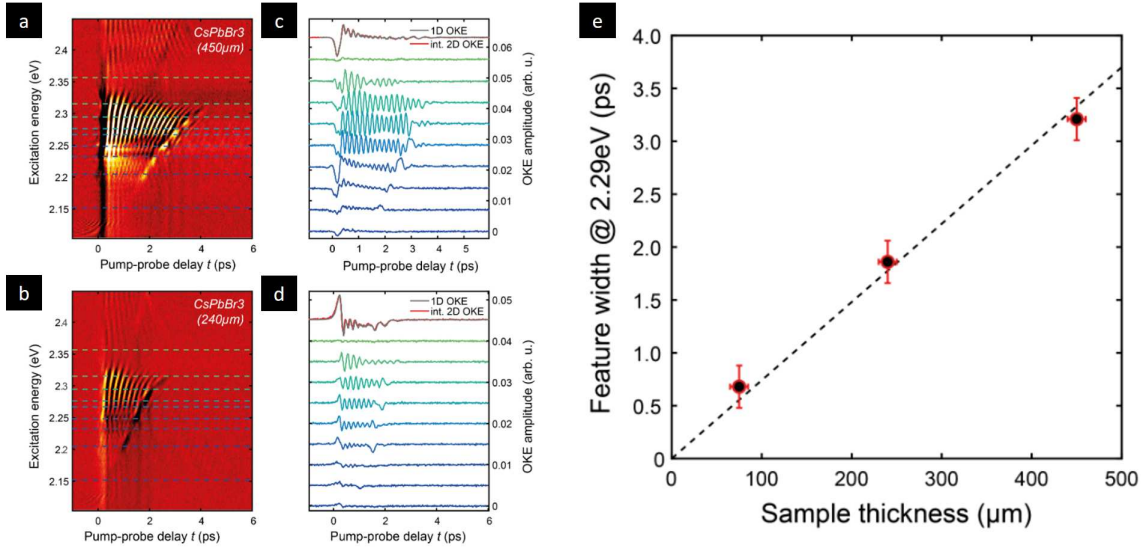 a
CsPbBr3
(450μm)
2.4
2.35
2.3
2.25
2.2
2.15
Excitation energy (eV)
0
2
4
6
Pump-probe delay t (ps)
c
1D OKE
int. 2D OKE
0.06
0.05
0.04
0.03
0.02
0.01
0
OKE amplitude (arb. u.)
0
1
2
3
4
5
Pump-probe delay t (ps)
b
CsPbBr3
(240μm)
2.4
2.35
2.3
2.25
2.2
2.15
Excitation energy (eV)
0
2
4
6
Pump-probe delay t (ps)
d
1D OKE
int. 2D OKE
0.05
0.04
0.03
0.02
0.01
0
OKE amplitude (arb. u.)
0
2
4
6
Pump-probe delay t (ps)
e
4.0
3.5
3.0
2.5
2.0
1.5
1.0
0.5
0
Feature width @ 2.29eV (ps)
0
100
200
300
400
500
Sample thickness (μm)